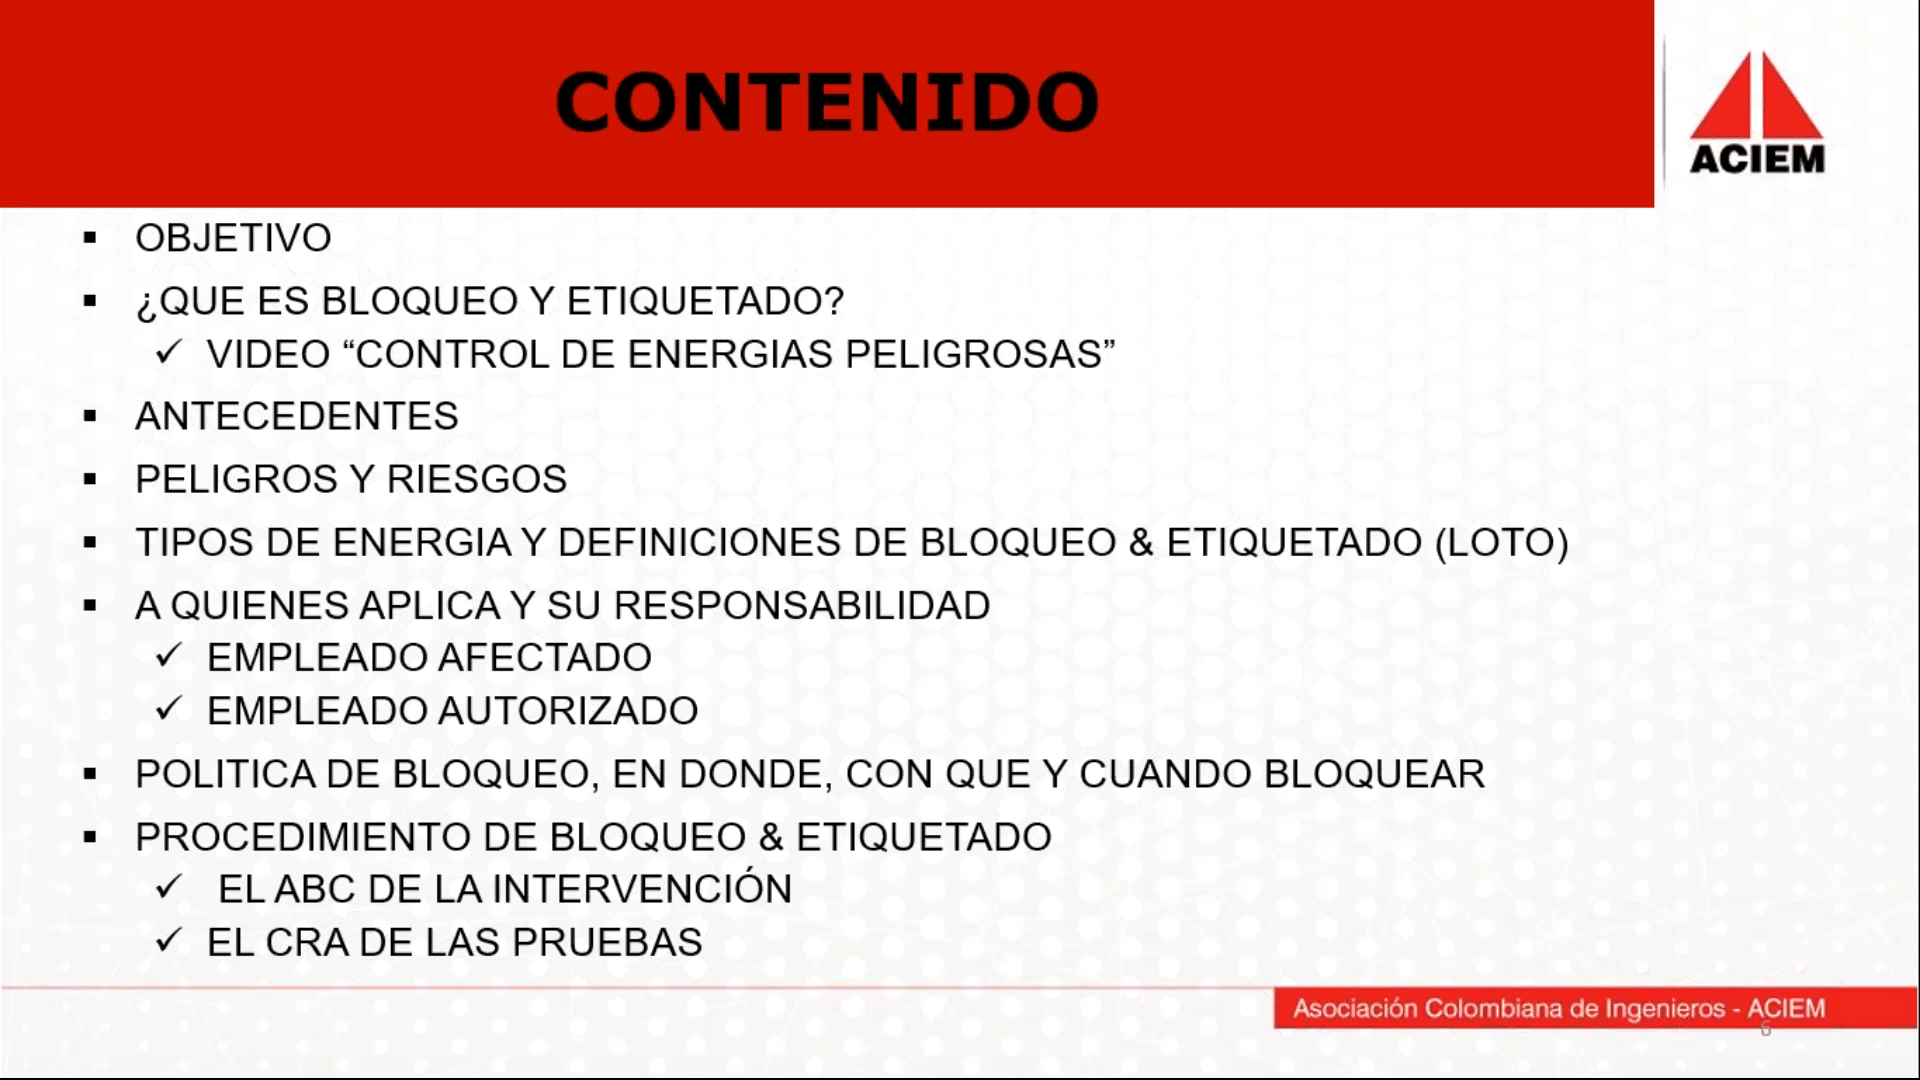 CONTENIDO
ACIEM
▪ OBJETIVO
▪ ¿QUE ES BLOQUEO Y ETIQUETADO?
✓ VIDEO “CONTROL DE ENERGIAS PELIGROSAS”
▪ ANTECEDENTES
▪ PELIGROS Y RIESGOS
▪ TIPOS DE ENERGIA Y DEFINICIONES DE BLOQUEO & ETIQUETADO (LOTO)
▪ A QUIENES APLICA Y SU RESPONSABILIDAD
✓ EMPLEADO AFECTADO
✓ EMPLEADO AUTORIZADO
▪ POLITICA DE BLOQUEO, EN DONDE, CON QUE Y CUANDO BLOQUEAR
▪ PROCEDIMIENTO DE BLOQUEO & ETIQUETADO
✓ EL ABC DE LA INTERVENCIÓN
✓ EL CRA DE LAS PRUEBAS
Asociación Colombiana de Ingenieros - ACIEM
6